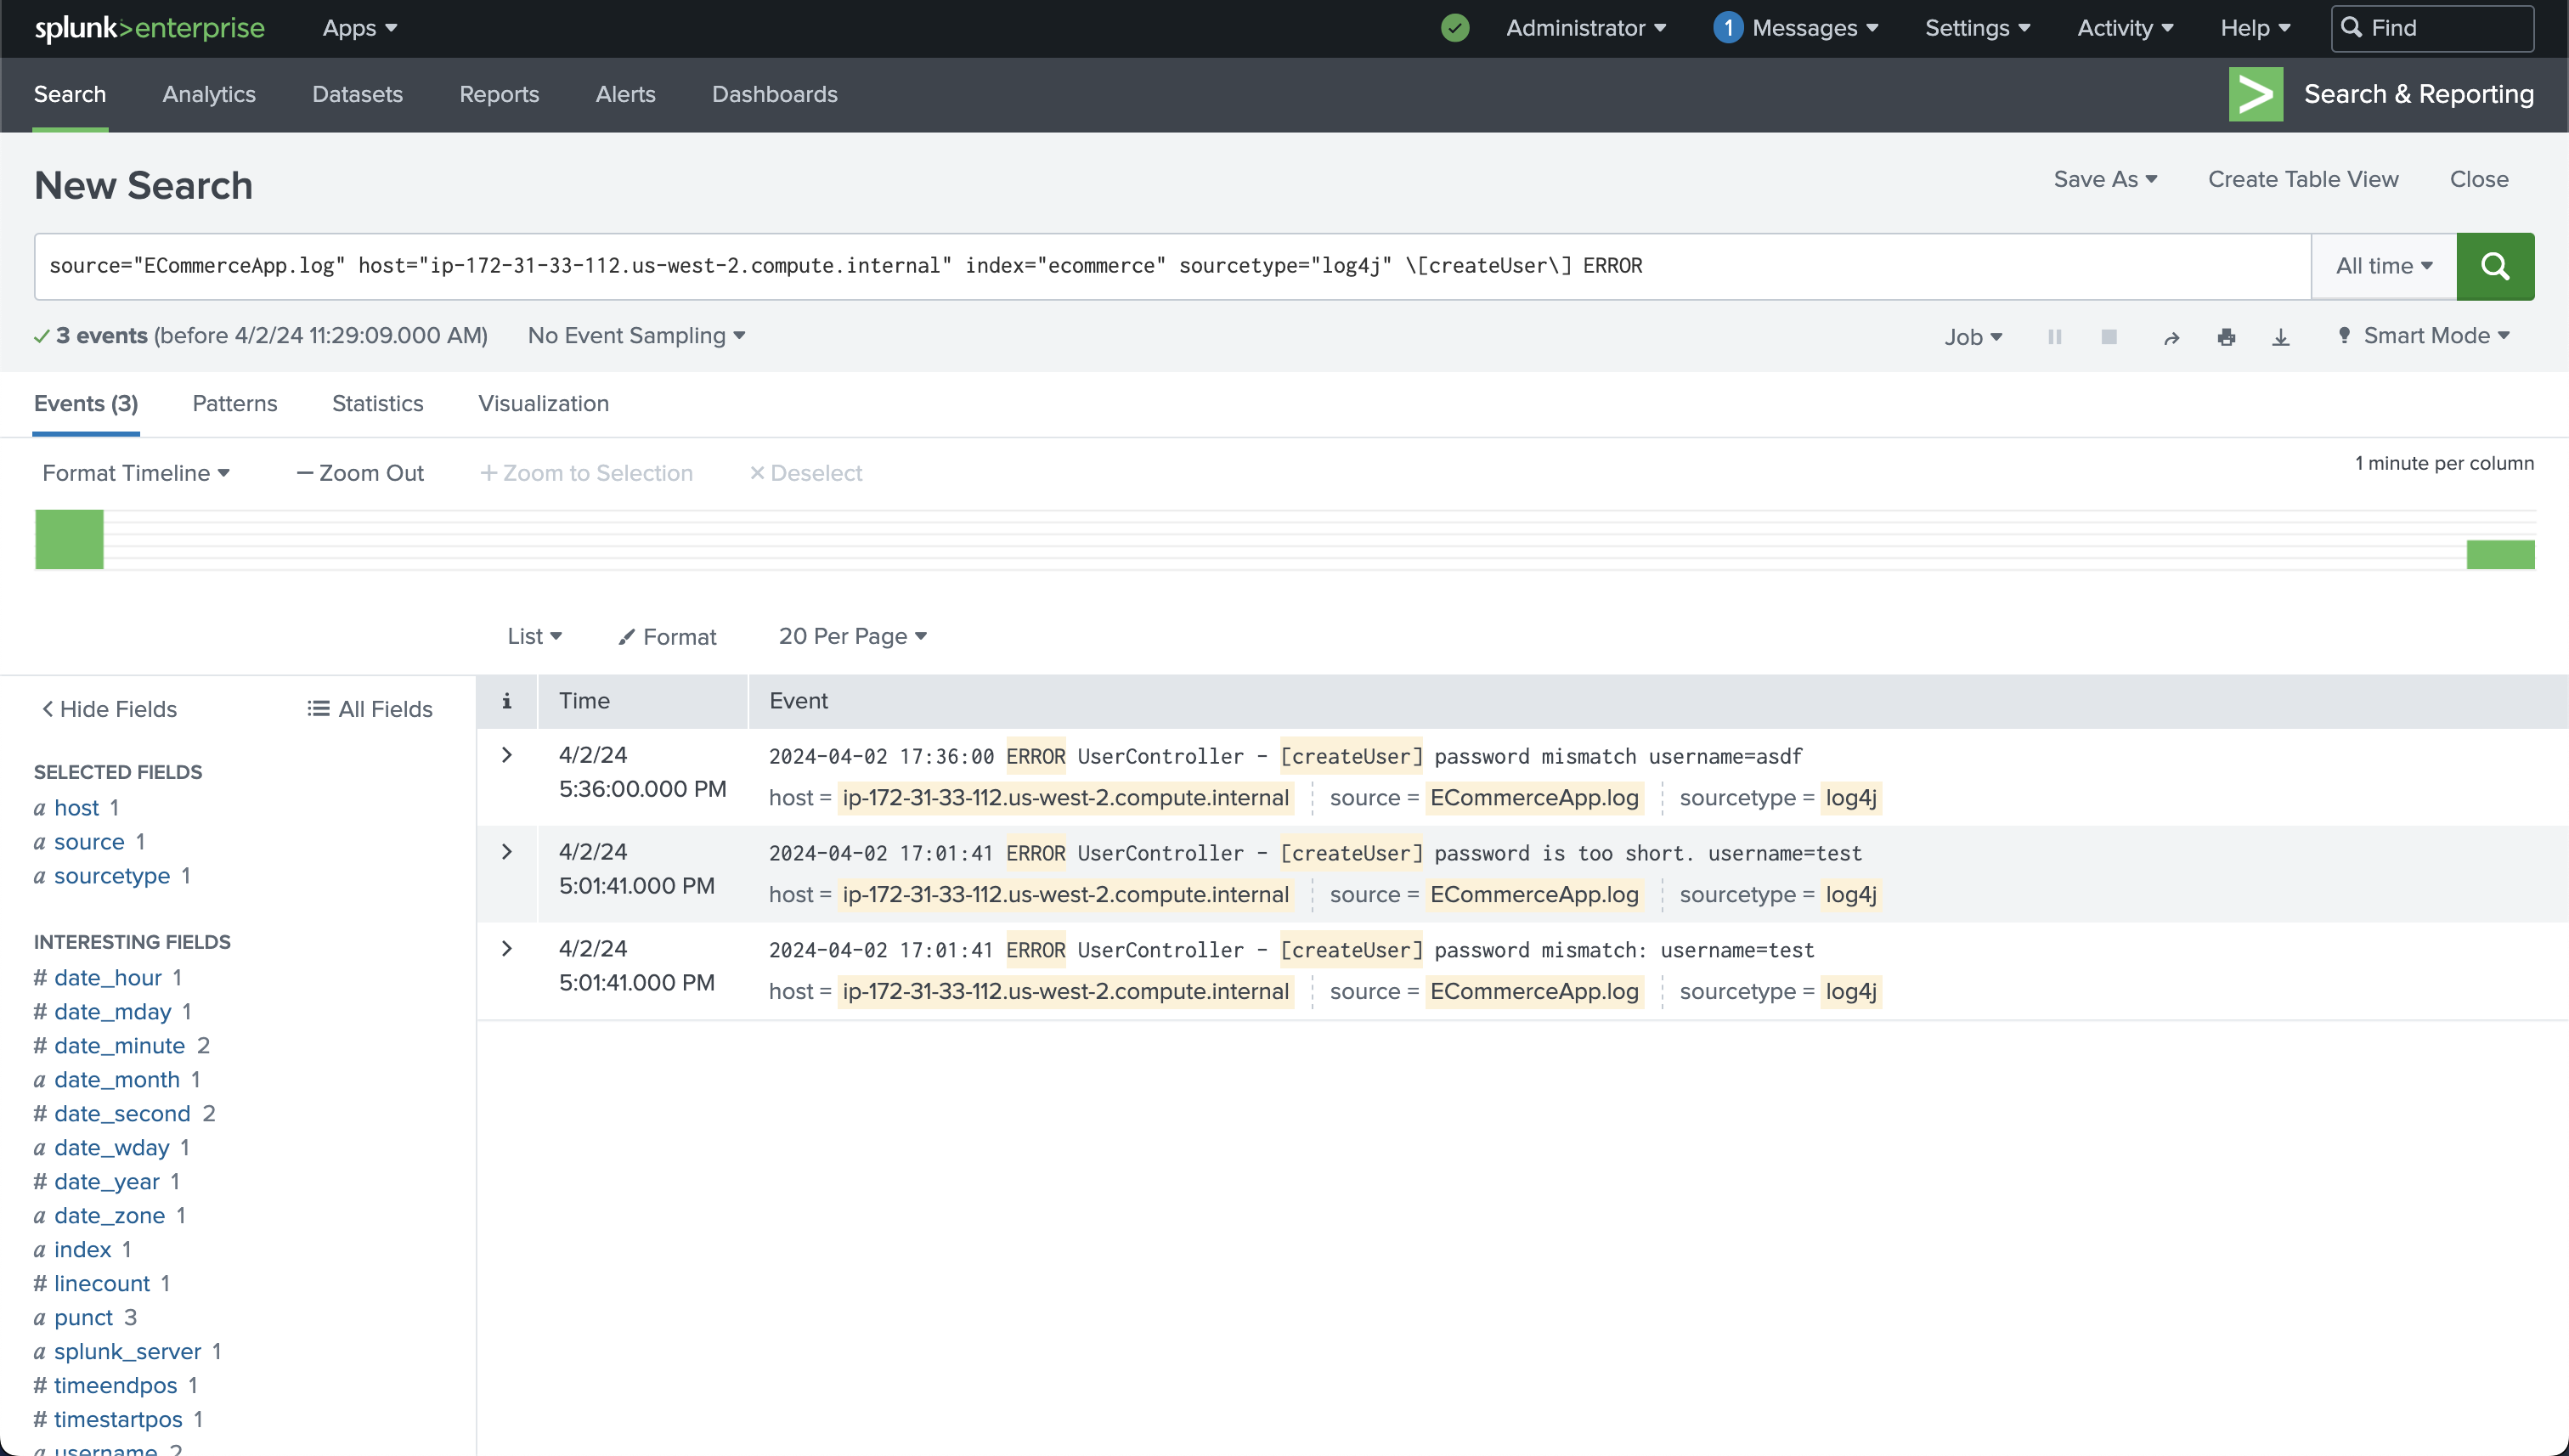 splunk>enterprise Apps Administrator 1 Messages Settings Activity Help Find
Search Analytics Datasets Reports Alerts Dashboards Search & Reporting
New Search Save As Create Table View Close
source="ECommerceApp.log" host="ip-172-31-33-112.us-west-2.compute.internal" index="ecommerce" sourcetype="log4j" \[createUser\] ERROR All time
3 events (before 4/2/24 11:29:09.000 AM) No Event Sampling Job Smart Mode
Events (3) Patterns Statistics Visualization
Format Timeline — Zoom Out + Zoom to Selection × Deselect 1 minute per column
List Format 20 Per Page
< Hide Fields All Fields
SELECTED FIELDS
a host 1
a source 1
a sourcetype 1
INTERESTING FIELDS
# date_hour 1
# date_mday 1
# date_minute 2
a date_month 1
# date_second 2
a date_wday 1
# date_year 1
a date_zone 1
a index 1
# linecount 1
a punct 3
a splunk_server 1
# timeendpos 1
# timestartpos 1
a username 2
i Time Event
> 4/2/24 2024-04-02 17:36:00 ERROR UserController - [createUser] password mismatch username=asdf
5:36:00.000 PM host = ip-172-31-33-112.us-west-2.compute.internal source = ECommerceApp.log sourcetype = log4j
> 4/2/24 2024-04-02 17:01:41 ERROR UserController - [createUser] password is too short. username=test
5:01:41.000 PM host = ip-172-31-33-112.us-west-2.compute.internal source = ECommerceApp.log sourcetype = log4j
> 4/2/24 2024-04-02 17:01:41 ERROR UserController - [createUser] password mismatch: username=test
5:01:41.000 PM host = ip-172-31-33-112.us-west-2.compute.internal source = ECommerceApp.log sourcetype = log4j